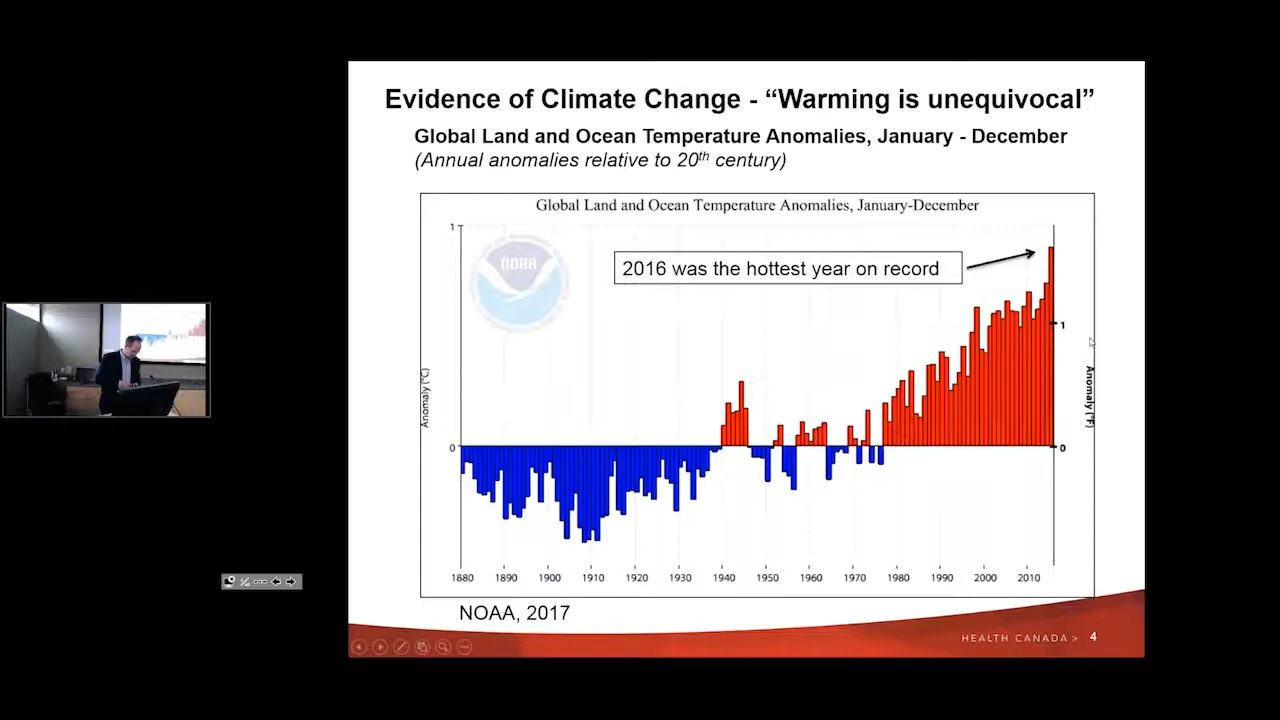 Evidence of Climate Change - “Warming is unequivocal”
Global Land and Ocean Temperature Anomalies, January - December
(Annual anomalies relative to 20th century)
Global Land and Ocean Temperature Anomalies, January-December
NOAA
2016 was the hottest year on record
1
0
Anomaly (°C)
1
0
Anomaly (°F)
1880 1890 1900 1910 1920 1930 1940 1950 1960 1970 1980 1990 2000 2010
NOAA, 2017
HEALTH CANADA > 4